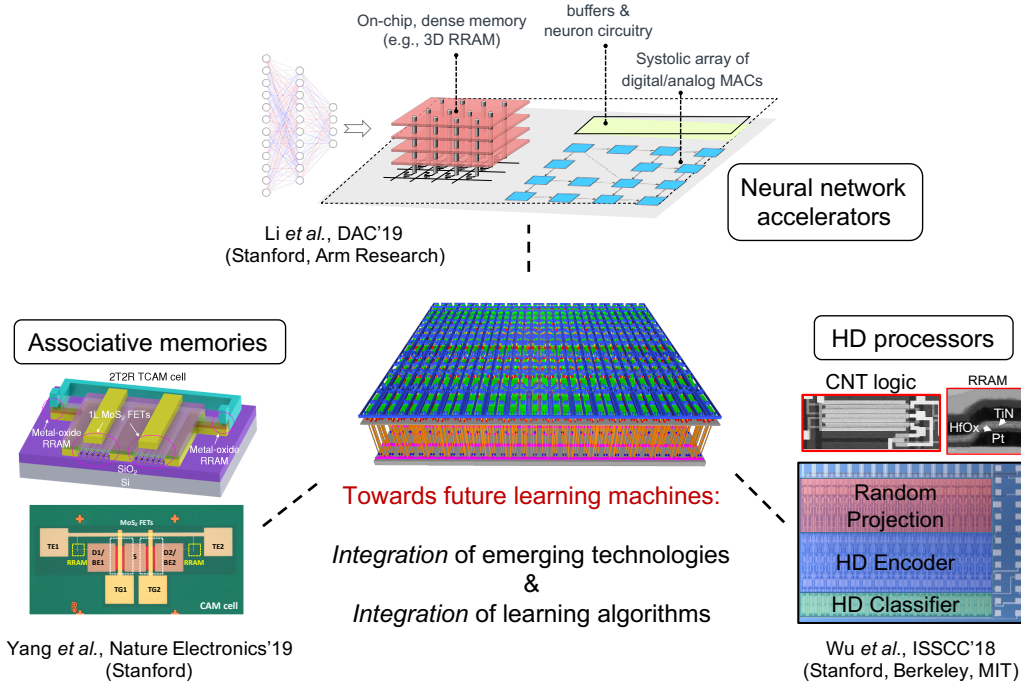 On-chip, dense memory
(e.g., 3D RRAM)
buffers &
neuron circuitry
Systolic array of
digital/analog MACs
Neural network
accelerators
Li et al., DAC'19
(Stanford, Arm Research)
Associative memories
2T2R TCAM cell
1L MoS₂ FETs
Metal-oxide
RRAM
Metal-oxide
RRAM
SiO₂
Si
MoS₂ FETs
TE1
D1/
BE1
S
D2/
BE2
TE2
RRAM
RRAM
TG1
TG2
CAM cell
Yang et al., Nature Electronics'19
(Stanford)
Towards future learning machines:
Integration of emerging technologies
&
Integration of learning algorithms
HD processors
CNT logic
RRAM
TiN
HfOx
Pt
Random
Projection
HD Encoder
HD Classifier
Wu et al., ISSCC'18
(Stanford, Berkeley, MIT)